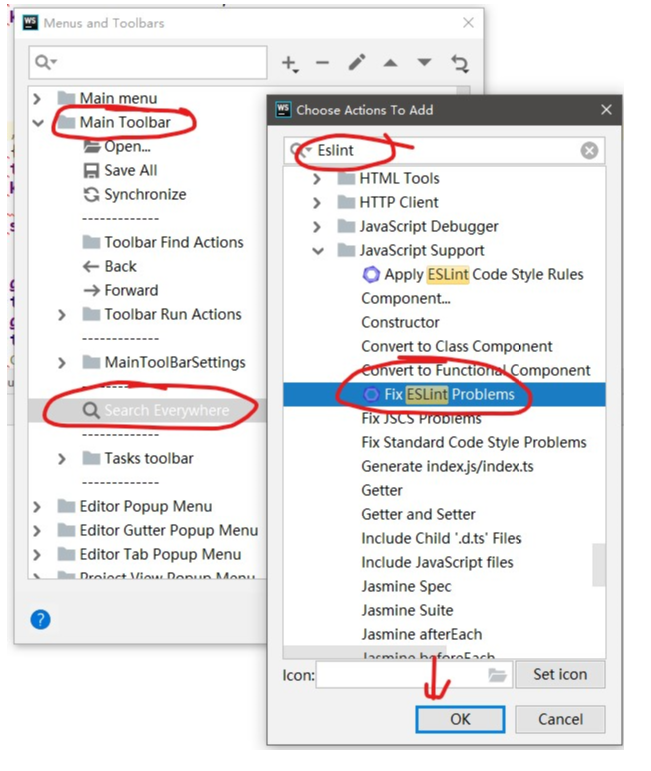 WS Menus and Toolbars
Main menu
Main Toolbar
Open...
Save All
Synchronize
-------------
Toolbar Find Actions
Back
Forward
Toolbar Run Actions
-------------
MainToolBarSettings
-------------
Search Everywhere
-------------
Tasks toolbar
-------------
Editor Popup Menu
Editor Gutter Popup Menu
Editor Tab Popup Menu
Project View Popup Menu
?
WS Choose Actions To Add
Eslint
HTML Tools
HTTP Client
JavaScript Debugger
JavaScript Support
Apply ESLint Code Style Rules
Component...
Constructor
Convert to Class Component
Convert to Functional Component
Fix ESLint Problems
Fix JSCS Problems
Fix Standard Code Style Problems
Generate index.js/index.ts
Getter
Getter and Setter
Include Child '.d.ts' Files
Include JavaScript files
Jasmine Spec
Jasmine Suite
Jasmine afterEach
Jasmine beforeEach
Icon:
Set icon
OK
Cancel